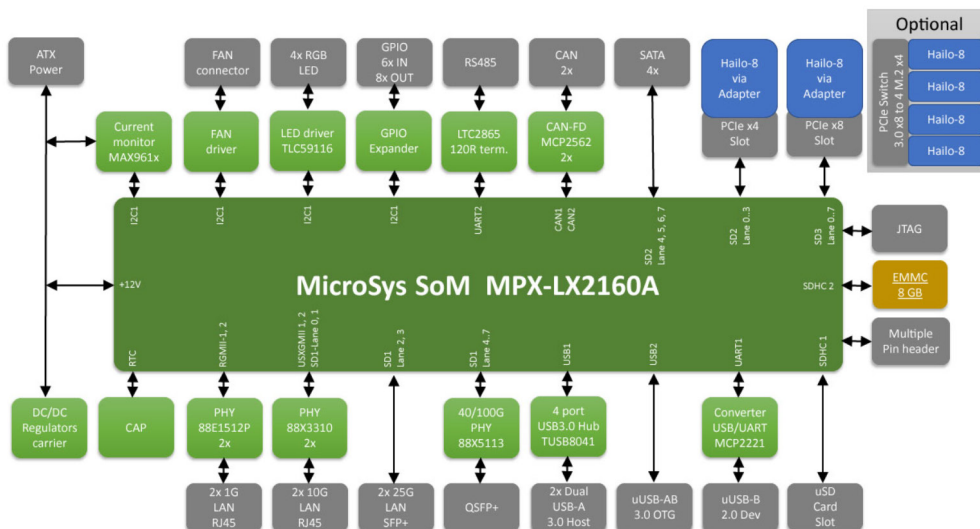 Optional
ATX
Power
FAN
connector
4x RGB
LED
GPIO
6x IN
8x OUT
RS485
CAN
2x
SATA
4x
Hailo-8
via
Adapter
Hailo-8
via
Adapter
PCIe Switch
3.0 x8 to 4 M.2 x4
Hailo-8
Hailo-8
Hailo-8
Hailo-8
PCIe x4
Slot
PCIe x8
Slot
Current
monitor
MAX961x
FAN
driver
LED driver
TLC59116
GPIO
Expander
LTC2865
120R term.
CAN-FD
MCP2562
2x
I2C1
I2C1
I2C1
I2C1
UART2
CAN1
CAN2
SD2
Lane 4, 5, 6, 7
SD2
Lane 0..3
SD3
Lane 0..7
JTAG
+12V
MicroSys SoM MPX-LX2160A
SDHC 2
EMMC
8 GB
Multiple
Pin header
RTC
RGMII-1, 2
USXGMII 1, 2
SD1-Lane 0, 1
SD1
Lane 2, 3
SD1
Lane 4..7
USB1
USB2
UART1
SDHC 1
DC/DC
Regulators
carrier
CAP
PHY
88E1512P
2x
PHY
88X3310
2x
40/100G
PHY
88X5113
4 port
USB3.0 Hub
TUSB8041
Converter
USB/UART
MCP2221
2x 1G
LAN
RJ45
2x 10G
LAN
RJ45
2x 25G
LAN
SFP+
QSFP+
2x Dual
USB-A
3.0 Host
uUSB-AB
3.0 OTG
uUSB-B
2.0 Dev
uSD
Card
Slot